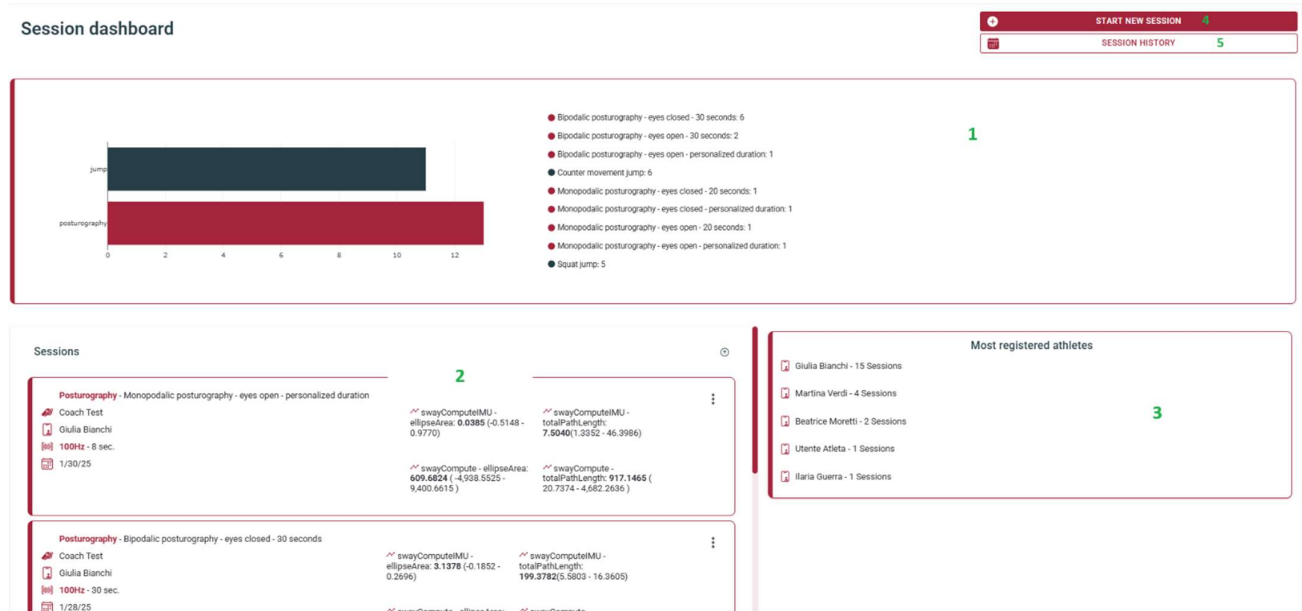 Session dashboard
START NEW SESSION 4
SESSION HISTORY 5
1
jump
posturography
0 2 4 6 8 10 12
Bipodalic posturography - eyes closed - 30 seconds: 6
Bipodalic posturography - eyes open - 30 seconds: 2
Bipodalic posturography - eyes open - personalized duration: 1
Counter movement jump: 6
Monopodalic posturography - eyes closed - 20 seconds: 1
Monopodalic posturography - eyes closed - personalized duration: 1
Monopodalic posturography - eyes open - 20 seconds: 1
Monopodalic posturography - eyes open - personalized duration: 1
Squat jump: 5
Sessions
2
Posturography - Monopodalic posturography - eyes open - personalized duration
Coach Test
Giulia Bianchi
100Hz - 8 sec.
1/30/25
swayComputeIMU -
ellipseArea: 0.0385 (-0.5148 -
0.9770)
swayComputeIMU -
totalPathLength:
7.5040(1.3352 - 46.3986)
swayCompute - ellipseArea:
609.6824 ( -4,938.5525 -
9,400.6615 )
swayCompute -
totalPathLength: 917.1465 (
20.7374 - 4,682.2636 )
Posturography - Bipodalic posturography - eyes closed - 30 seconds
Coach Test
Giulia Bianchi
100Hz - 30 sec.
1/28/25
swayComputeIMU -
ellipseArea: 3.1378 (-0.1852 -
0.2696)
swayComputeIMU -
totalPathLength:
199.3782(5.5803 - 16.3605)
swayCompute - ellipseArea:
swayCompute -
Most registered athletes
Giulia Bianchi - 15 Sessions
Martina Verdi - 4 Sessions
Beatrice Moretti - 2 Sessions
Utente Atleta - 1 Sessions
Ilaria Guerra - 1 Sessions
3